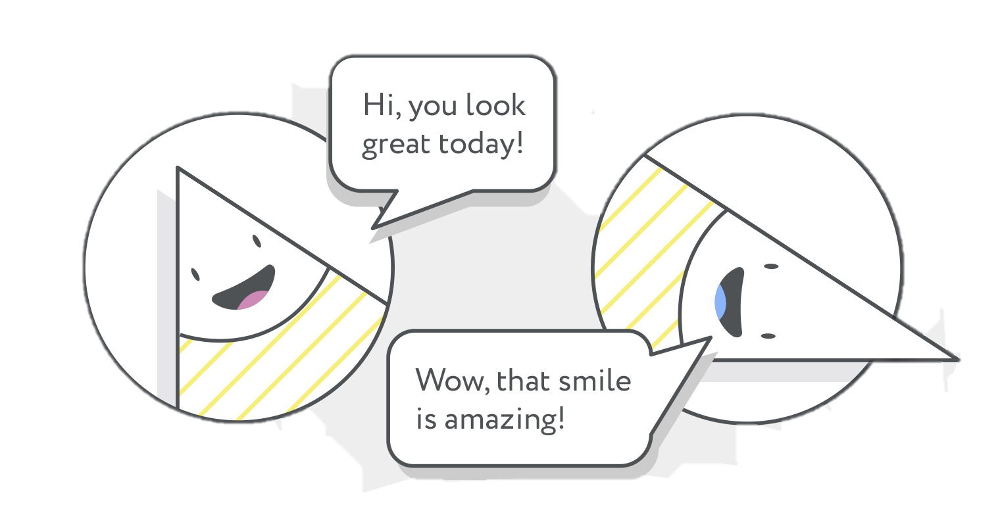 Hi, you look
great today!
Wow, that smile
is amazing!